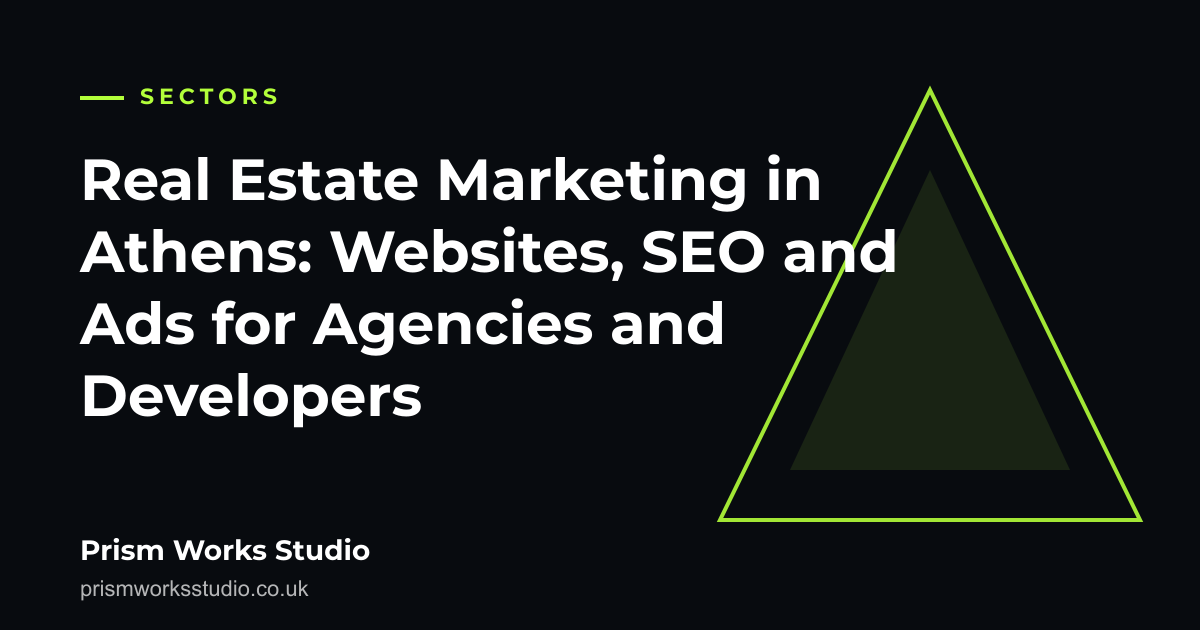 SECTORS
Real Estate Marketing in
Athens: Websites, SEO and
Ads for Agencies and
Developers
Prism Works Studio
prismworksstudio.co.uk